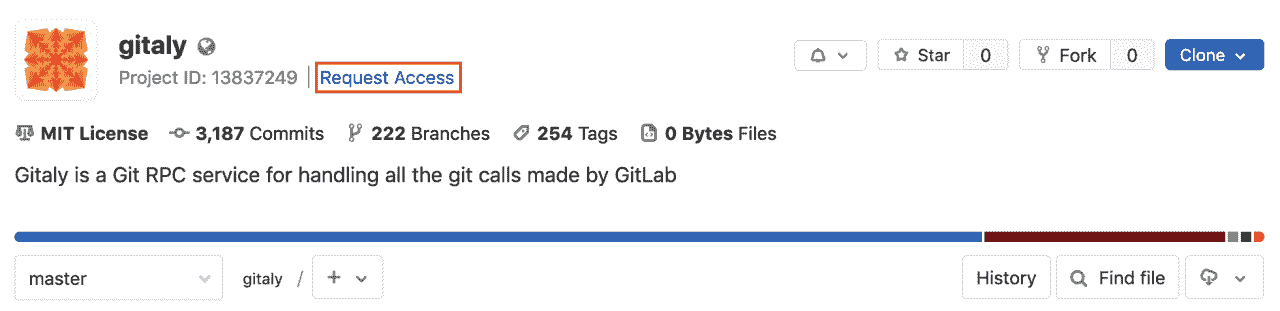 gitaly
Project ID: 13837249 | Request Access
Star 0 Fork 0 Clone
MIT License 3,187 Commits 222 Branches 254 Tags 0 Bytes Files
Gitaly is a Git RPC service for handling all the git calls made by GitLab
master gitaly / + History Find file